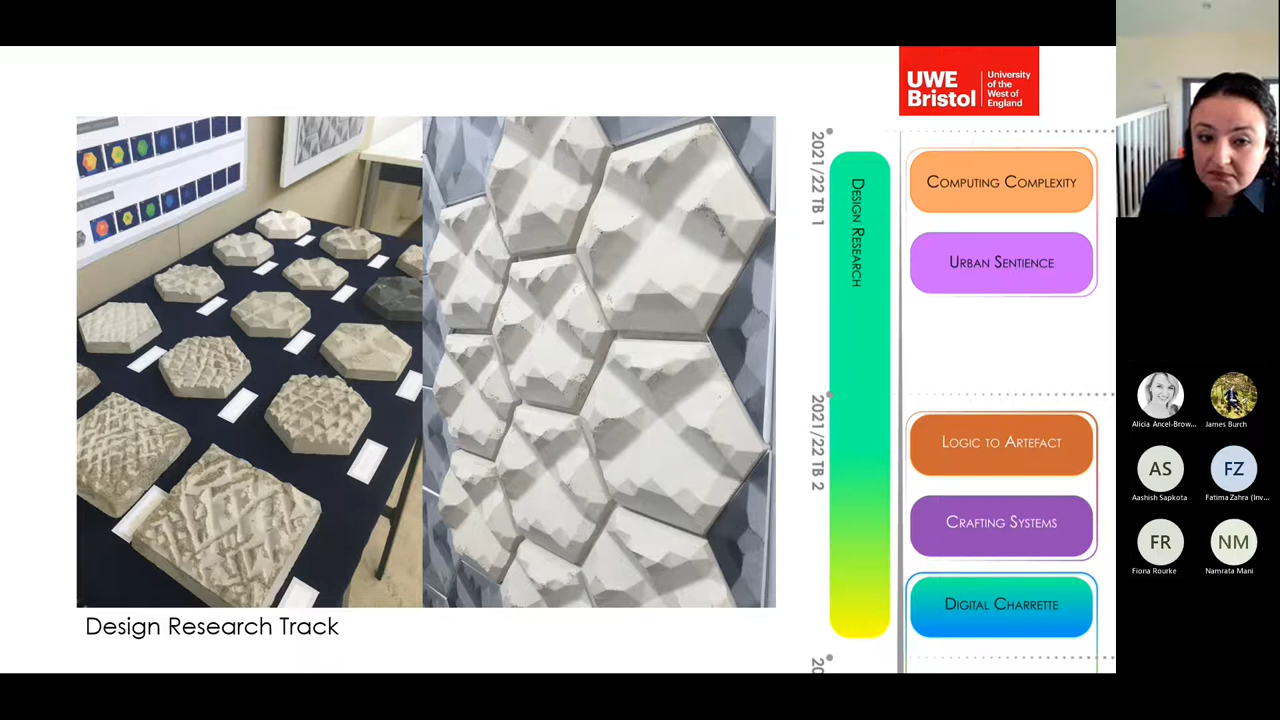 UWE
Bristol
University
of the
West of
England
2021/22 TB 1
DESIGN RESEARCH
COMPUTING COMPLEXITY
URBAN SENTIENCE
2021/22 TB 2
LOGIC TO ARTEFACT
CRAFTING SYSTEMS
DIGITAL CHARRETTE
20
Design Research Track
Alicia Ancel-Brow...
James Burch
AS
Aashish Sapkota
FZ
Fatima Zahra (Inv...
FR
Fiona Rourke
NM
Namrata Mani